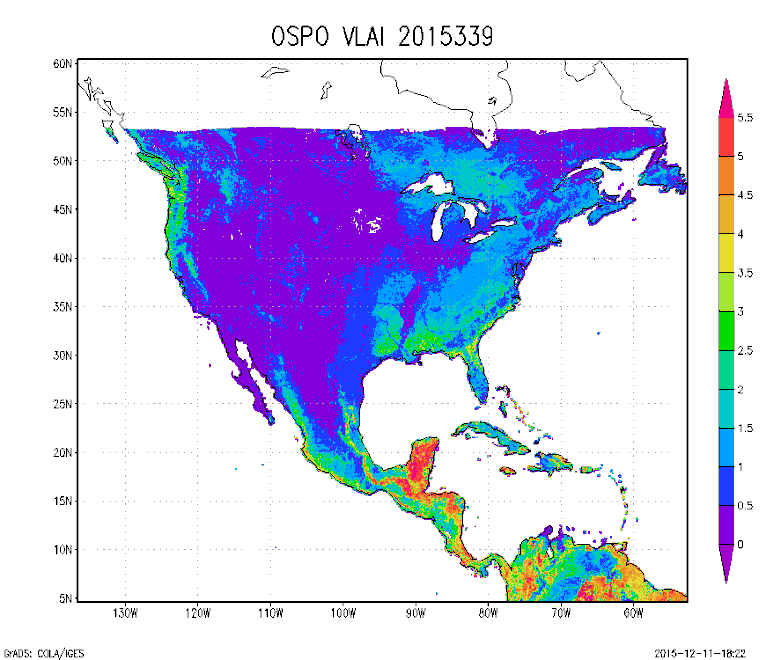 OSPO VLAI 2015339
60N
55N
50N
45N
40N
35N
30N
25N
20N
15N
10N
5N
130W 120W 110W 100W 90W 80W 70W 60W
5.5
5
4.5
4
3.5
3
2.5
2
1.5
1
0.5
0
GrADS: COLA/IGES
2015-12-11-18:22